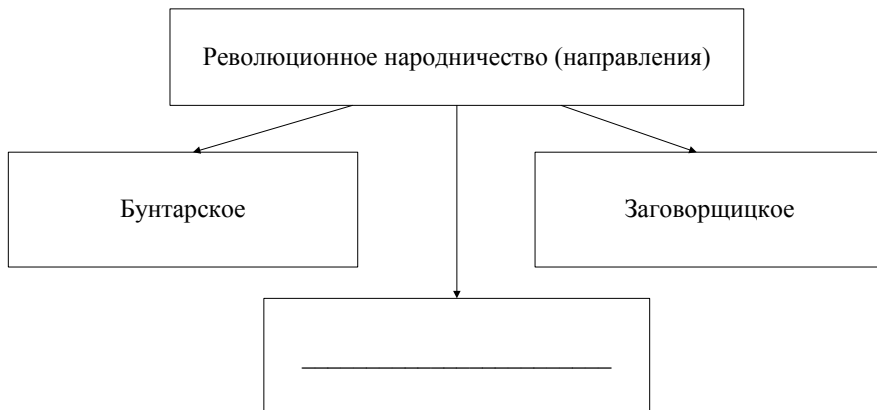 Революционное народничество (направления)
Бунтарское
Заговорщицкое